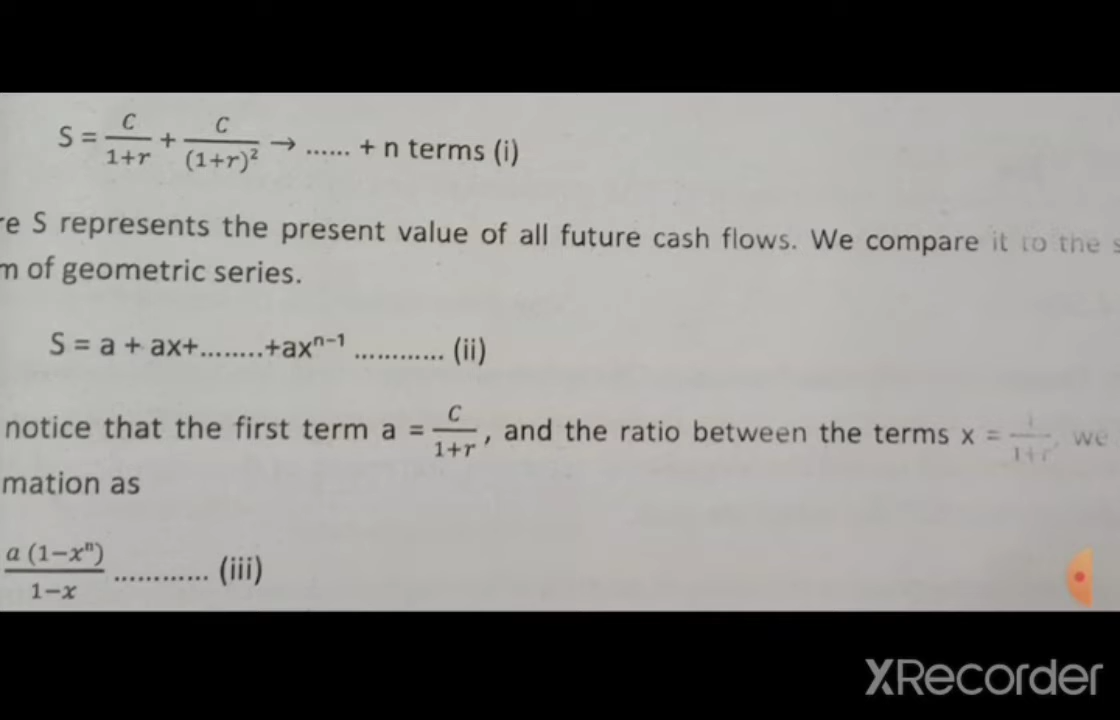 S = C/(1+r) + C/(1+r)² → ...... + n terms (i)
re S represents the present value of all future cash flows. We compare it to the s
m of geometric series.
S = a + ax+........+axⁿ⁻¹ ............ (ii)
notice that the first term a = C/(1+r), and the ratio between the terms x = 1/(1+r), we
mation as
a (1−xⁿ)/(1−x) ............ (iii)
XRecorder